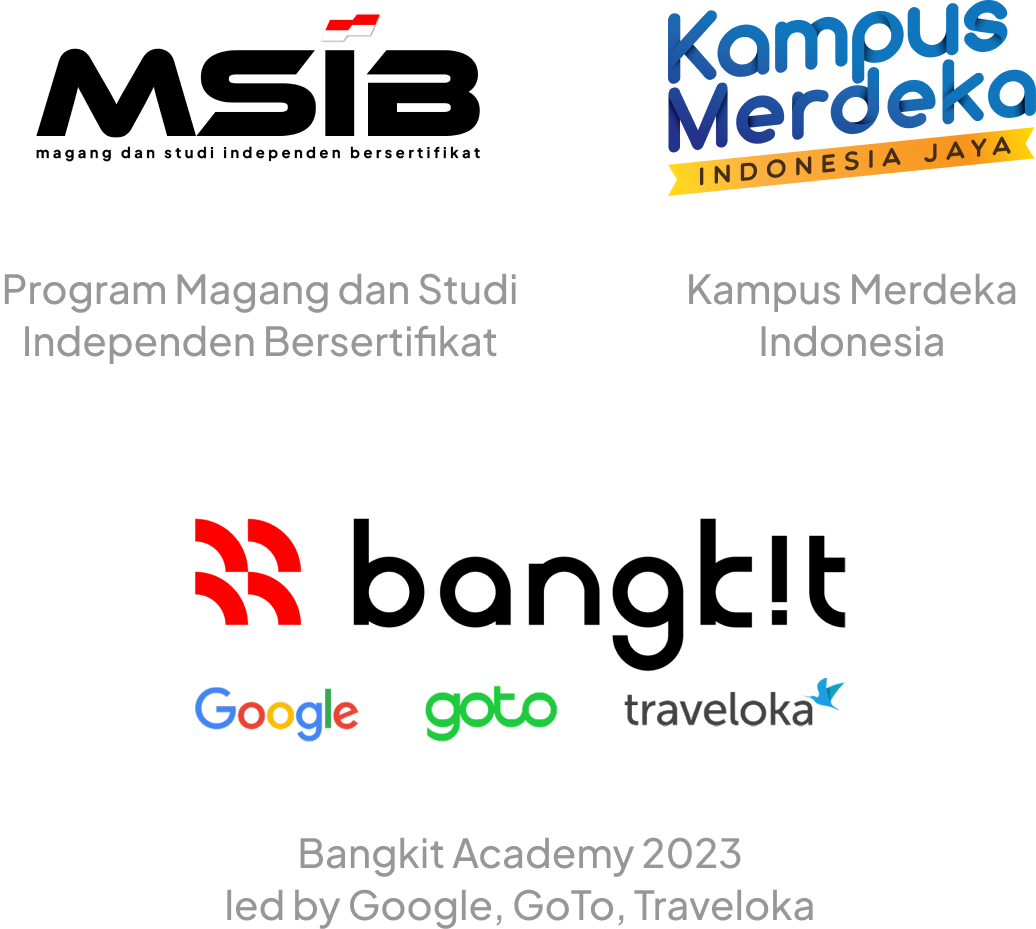 MSIB
magang dan studi independen bersertifikat
Kampus
Merdeka
INDONESIA JAYA
Program Magang dan Studi
Independen Bersertifikat
Kampus Merdeka
Indonesia
bangk!t
Google goto traveloka
Bangkit Academy 2023
led by Google, GoTo, Traveloka